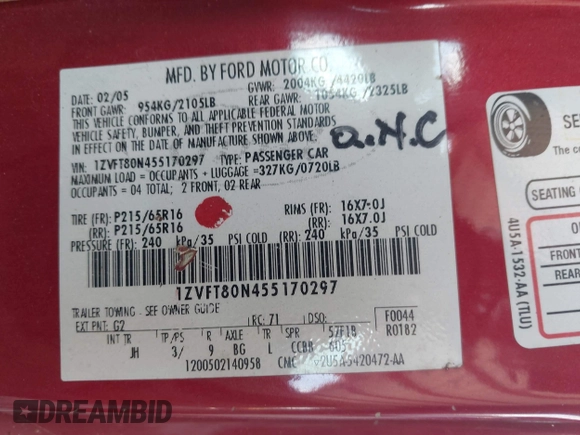 MFD. BY FORD MOTOR CO.
DATE: 02/05
GVWR: 2004KG /4420LB
FRONT GAWR: 954KG/2105LB
REAR GAWR: 1054KG /2325LB
THIS VEHICLE CONFORMS TO ALL APPLICABLE FEDERAL MOTOR
VEHICLE SAFETY, BUMPER, AND THEFT PREVENTION STANDARDS
IN EFFECT ON THE DATE OF MANUFACTURE SHOWN ABOVE.
VIN: 1ZVFT80N455170297 TYPE: PASSENGER CAR
MAXIMUM LOAD = OCCUPANTS + LUGGAGE =327KG/0720LB
OCCUPANTS = 04 TOTAL; 2 FRONT, 02 REAR
TIRE (FR): P215/65R16 RIMS (FR): 16X7.0J
(RR): P215/65R16 (RR): 16X7.0J
PRESSURE (FR): 240 kPa/35 PSI COLD (RR): 240 kPa/35 PSI COLD
1ZVFT80N455170297
TRAILER TOWING - SEE OWNER GUIDE
EXT PNT: G2 RC: 71 DSO: F0044
R0182
INT TR TP/PS R AXLE TR SPR 57F1B
JH 3/ 9 BG L CCBB
1200502140958
4U5A-1532-AA (TLU)
SE
The co
SEATING
FRONT
REAR
DREAMBID